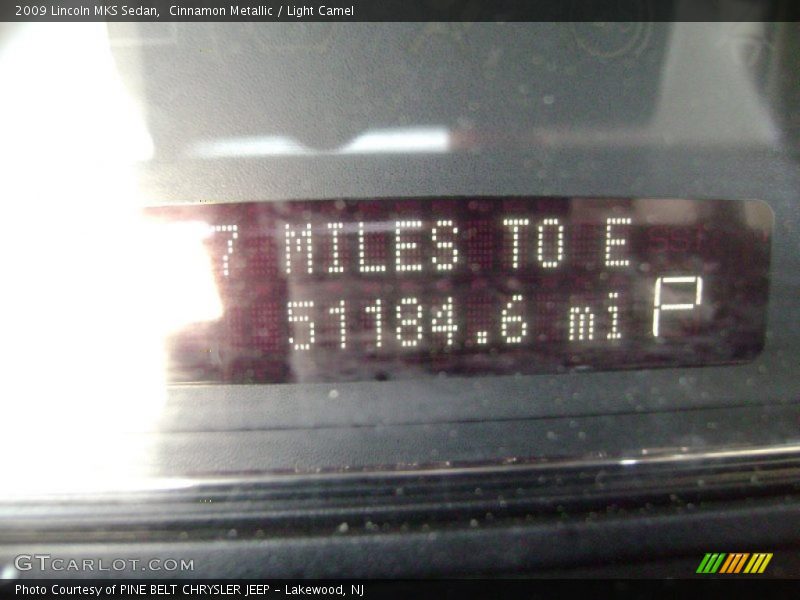 2009 Lincoln MKS Sedan, Cinnamon Metallic / Light Camel
7 MILES TO E
51184.6 mi P
GTCARLOT.COM
Photo Courtesy of PINE BELT CHRYSLER JEEP - Lakewood, NJ